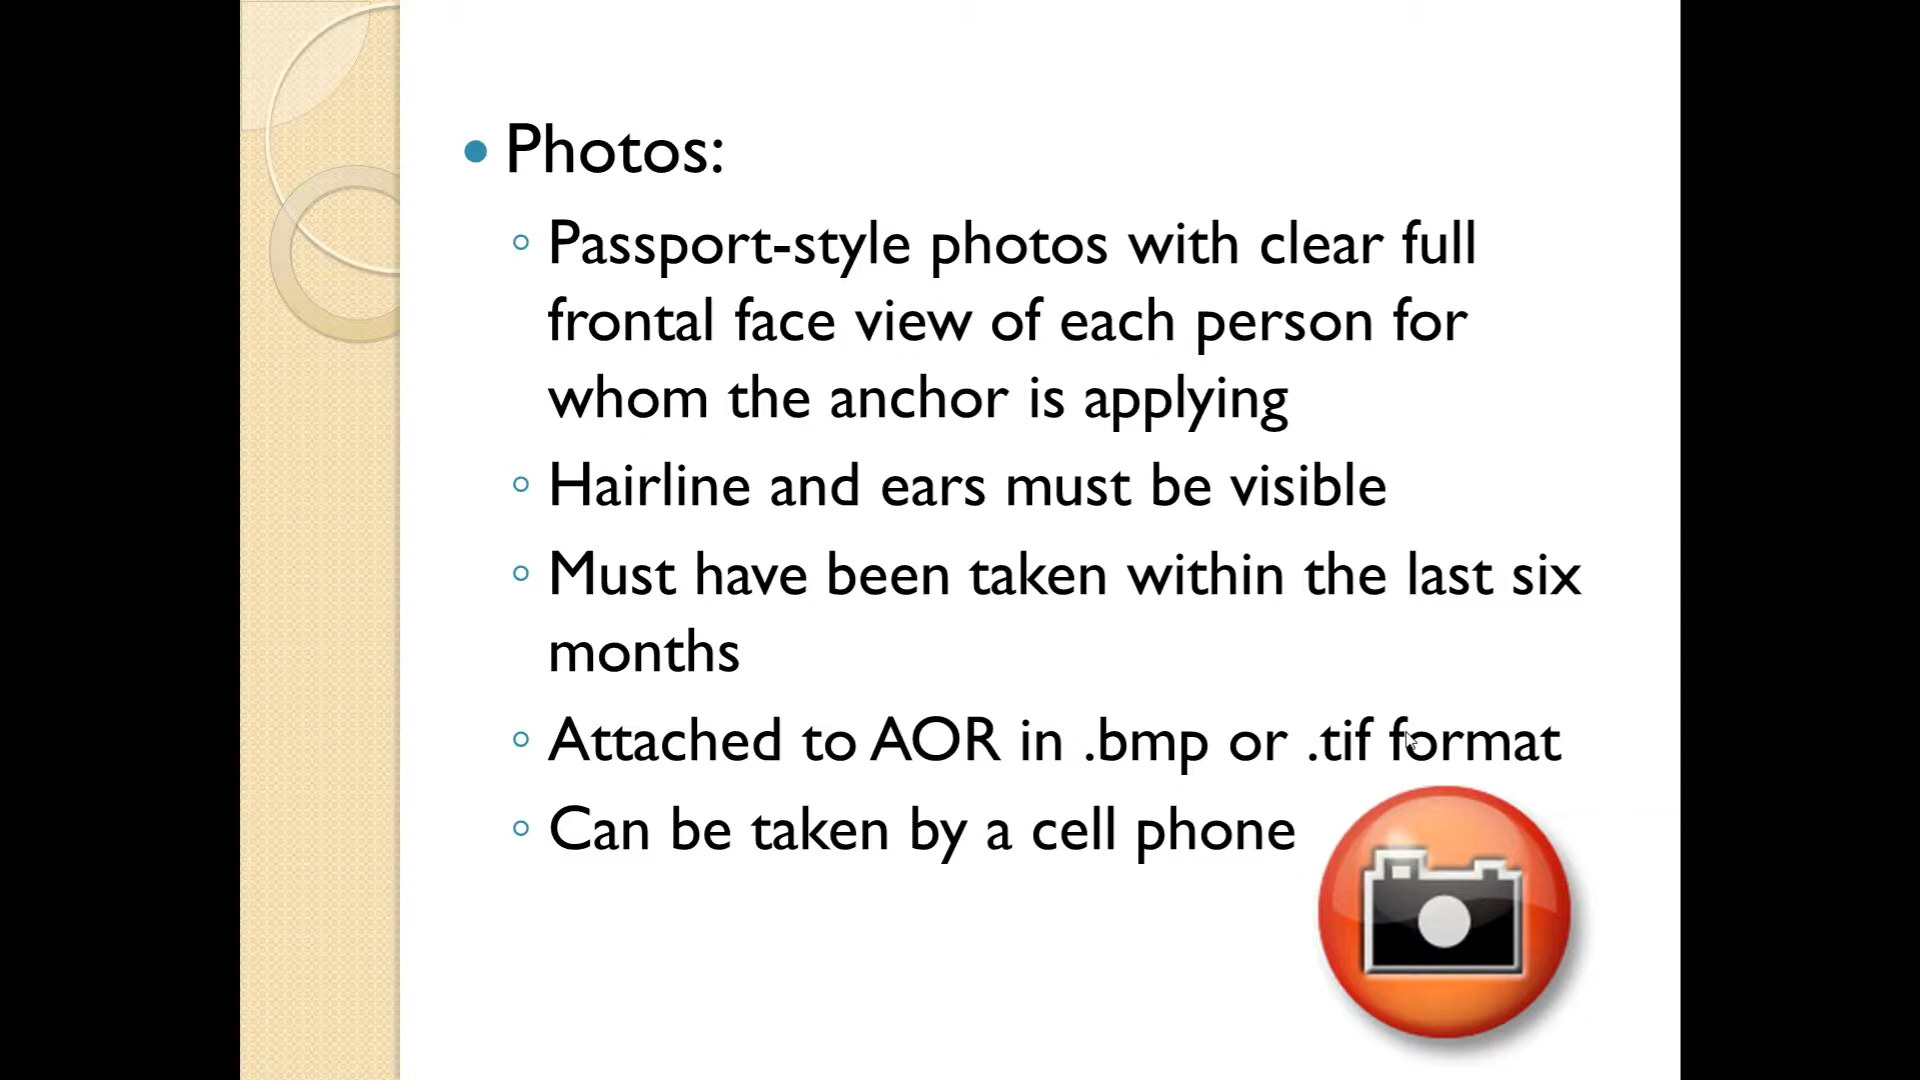 Photos:
Passport-style photos with clear full
frontal face view of each person for
whom the anchor is applying
Hairline and ears must be visible
Must have been taken within the last six
months
Attached to AOR in .bmp or .tif format
Can be taken by a cell phone